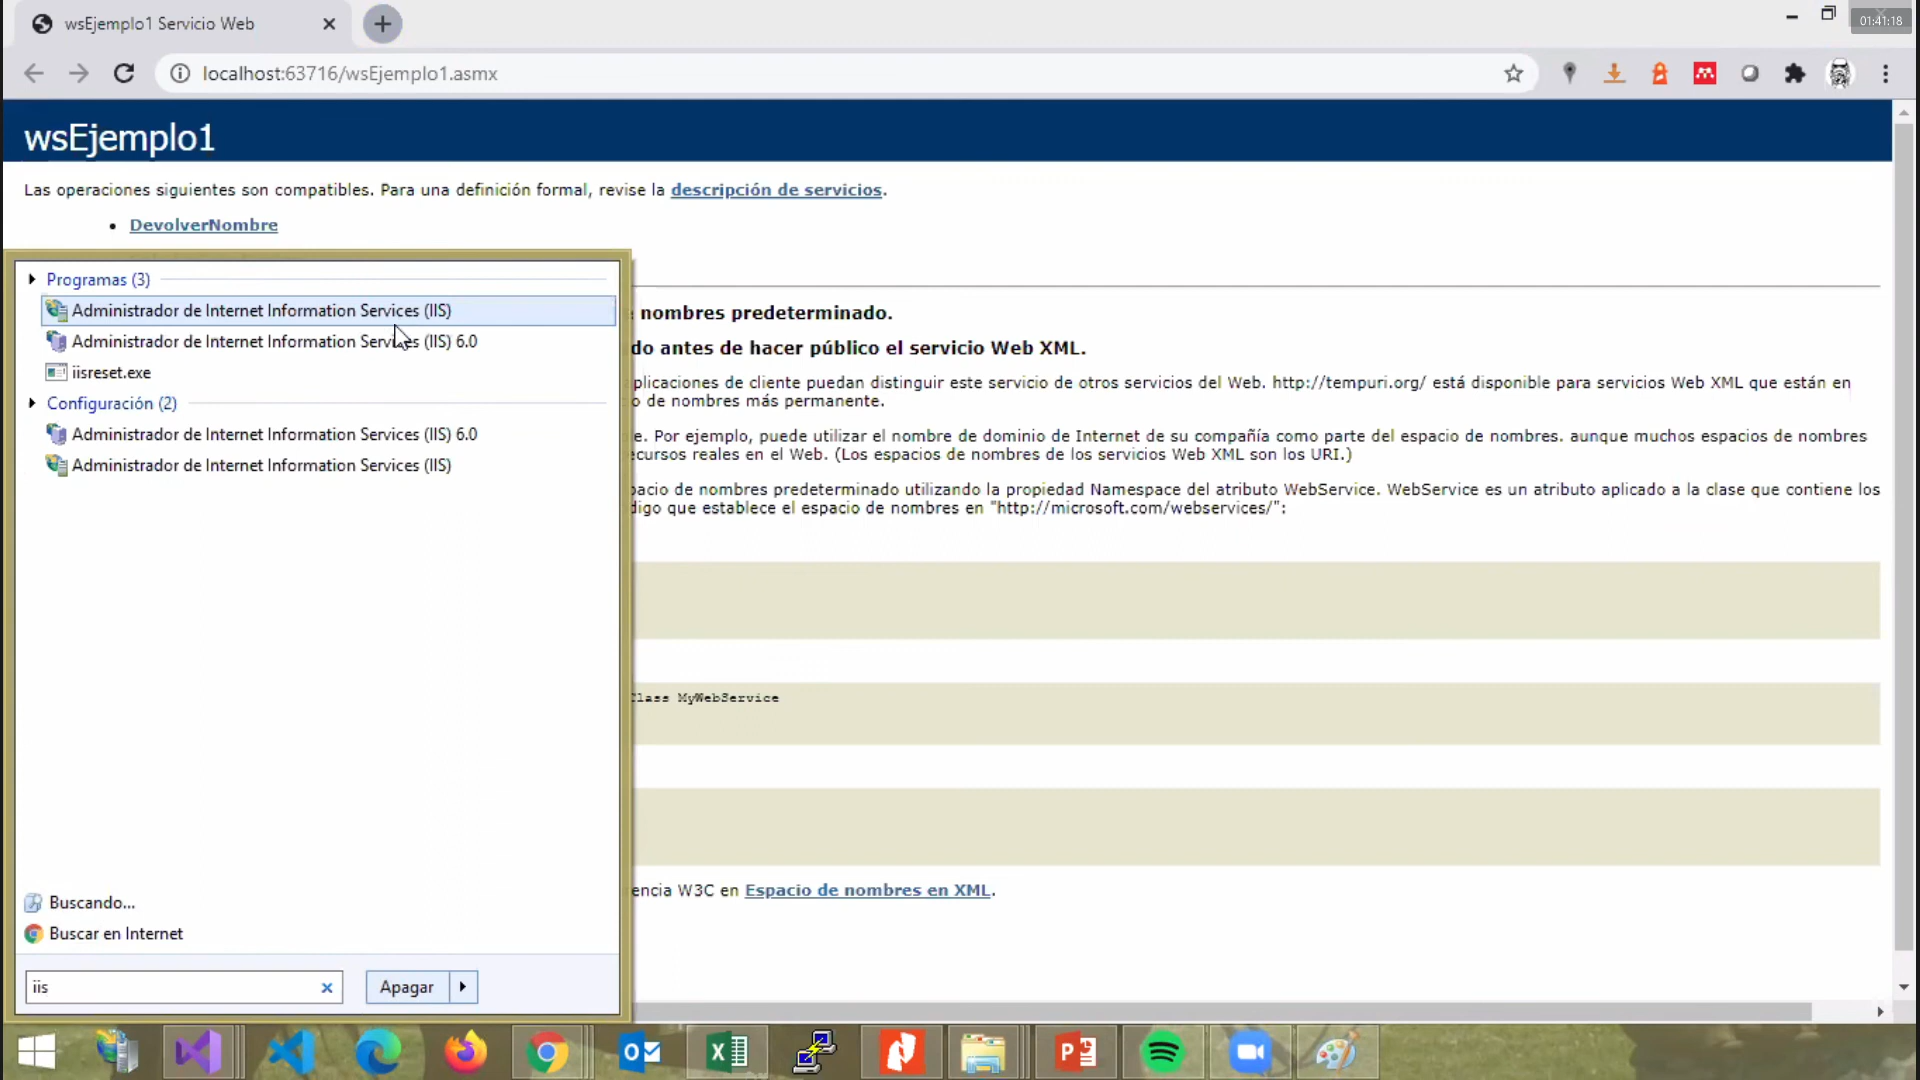 wsEjemplo1 Servicio Web
01:41:18
localhost:63716/wsEjemplo1.asmx
wsEjemplo1
Las operaciones siguientes son compatibles. Para una definición formal, revise la descripción de servicios.
DevolverNombre
Programas (3)
Administrador de Internet Information Services (IIS)
Administrador de Internet Information Services (IIS) 6.0
iisreset.exe
Configuración (2)
Administrador de Internet Information Services (IIS) 6.0
Administrador de Internet Information Services (IIS)
Buscando...
Buscar en Internet
iis
Apagar
nombres predeterminado.
do antes de hacer público el servicio Web XML.
plicaciones de cliente puedan distinguir este servicio de otros servicios del Web. http://tempuri.org/ está disponible para servicios Web XML que están en
o de nombres más permanente.
e. Por ejemplo, puede utilizar el nombre de dominio de Internet de su compañía como parte del espacio de nombres. aunque muchos espacios de nombres
ecursos reales en el Web. (Los espacios de nombres de los servicios Web XML son los URI.)
pacio de nombres predeterminado utilizando la propiedad Namespace del atributo WebService. WebService es un atributo aplicado a la clase que contiene los
digo que establece el espacio de nombres en "http://microsoft.com/webservices/":
Class MyWebService
encia W3C en Espacio de nombres en XML.